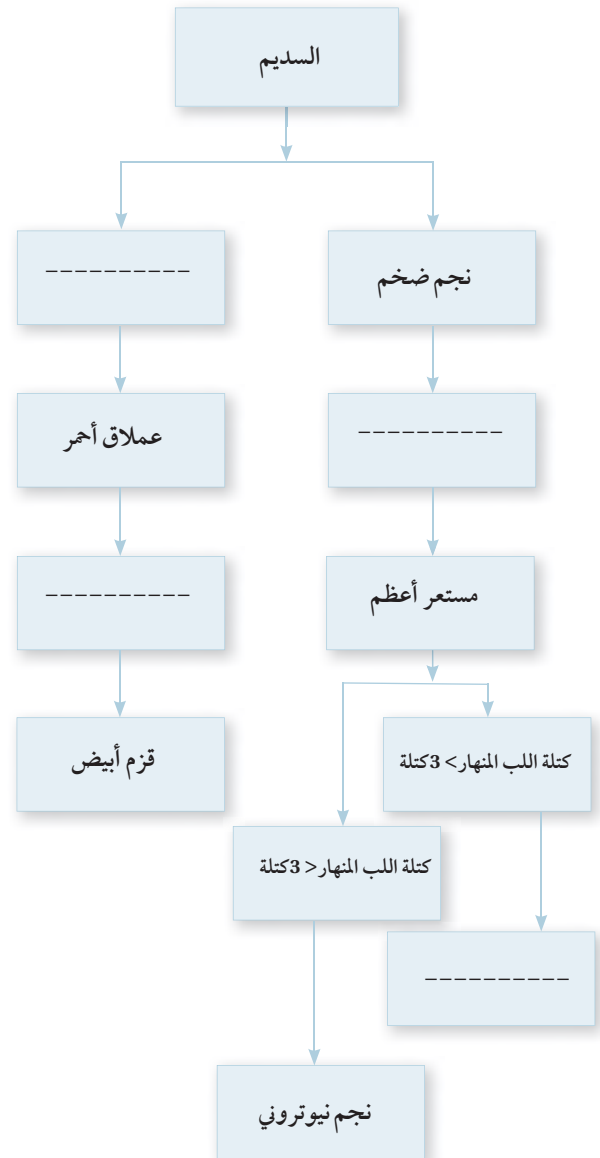 السديم
----------
نجم ضخم
عملاق أحمر
----------
----------
مستعر أعظم
قزم أبيض
كتلة اللب المنهار > 3كتلة
كتلة اللب المنهار < 3كتلة
----------
نجم نيوتروني